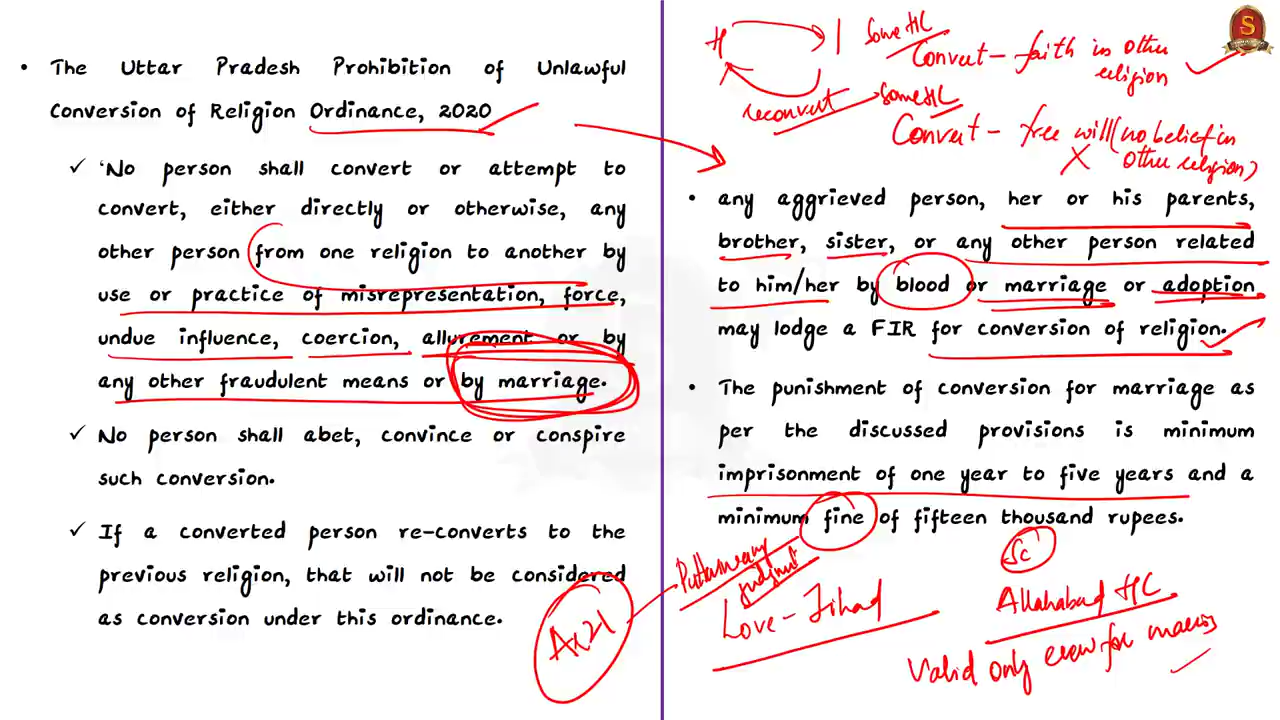 • The Uttar Pradesh Prohibition of Unlawful
Conversion of Religion Ordinance, 2020
✓ 'No person shall convert or attempt to
convert, either directly or otherwise, any
other person from one religion to another by
use or practice of misrepresentation, force,
undue influence, coercion, allurement or by
any other fraudulent means or by marriage.
✓ No person shall abet, convince or conspire
such conversion.
✓ If a converted person re-converts to the
previous religion, that will not be considered
as conversion under this ordinance.
Ar 21
H I Some HC
Convert – faith in other
religion
reconvert Some HC
Convert – free will (no belief in
X other religion)
• any aggrieved person, her or his parents,
brother, sister, or any other person related
to him/her by blood or marriage or adoption
may lodge a FIR for conversion of religion.
• The punishment of conversion for marriage as
per the discussed provisions is minimum
imprisonment of one year to five years and a
minimum fine of fifteen thousand rupees.
Puttaswamy
judgment
Love – Jihad
SC
Allahabad HC
Valid only even for
S